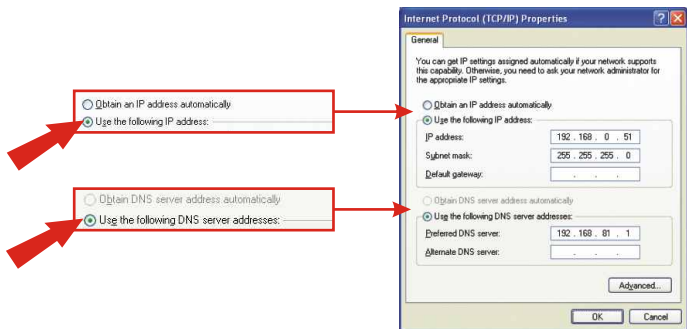 Obtain an IP address automatically
Use the following IP address:
Obtain DNS server address automatically
Use the following DNS server addresses:
Internet Protocol (TCP/IP) Properties
General
You can get IP settings assigned automatically if your network supports
this capability. Otherwise, you need to ask your network administrator for
the appropriate IP settings.
Obtain an IP address automatically
Use the following IP address:
IP address: 192 . 168 . 0 . 51
Subnet mask: 255 . 255 . 255 . 0
Default gateway: . . .
Obtain DNS server address automatically
Use the following DNS server addresses:
Preferred DNS server: 192 . 168 . 81 . 1
Alternate DNS server: . . .
Advanced...
OK Cancel